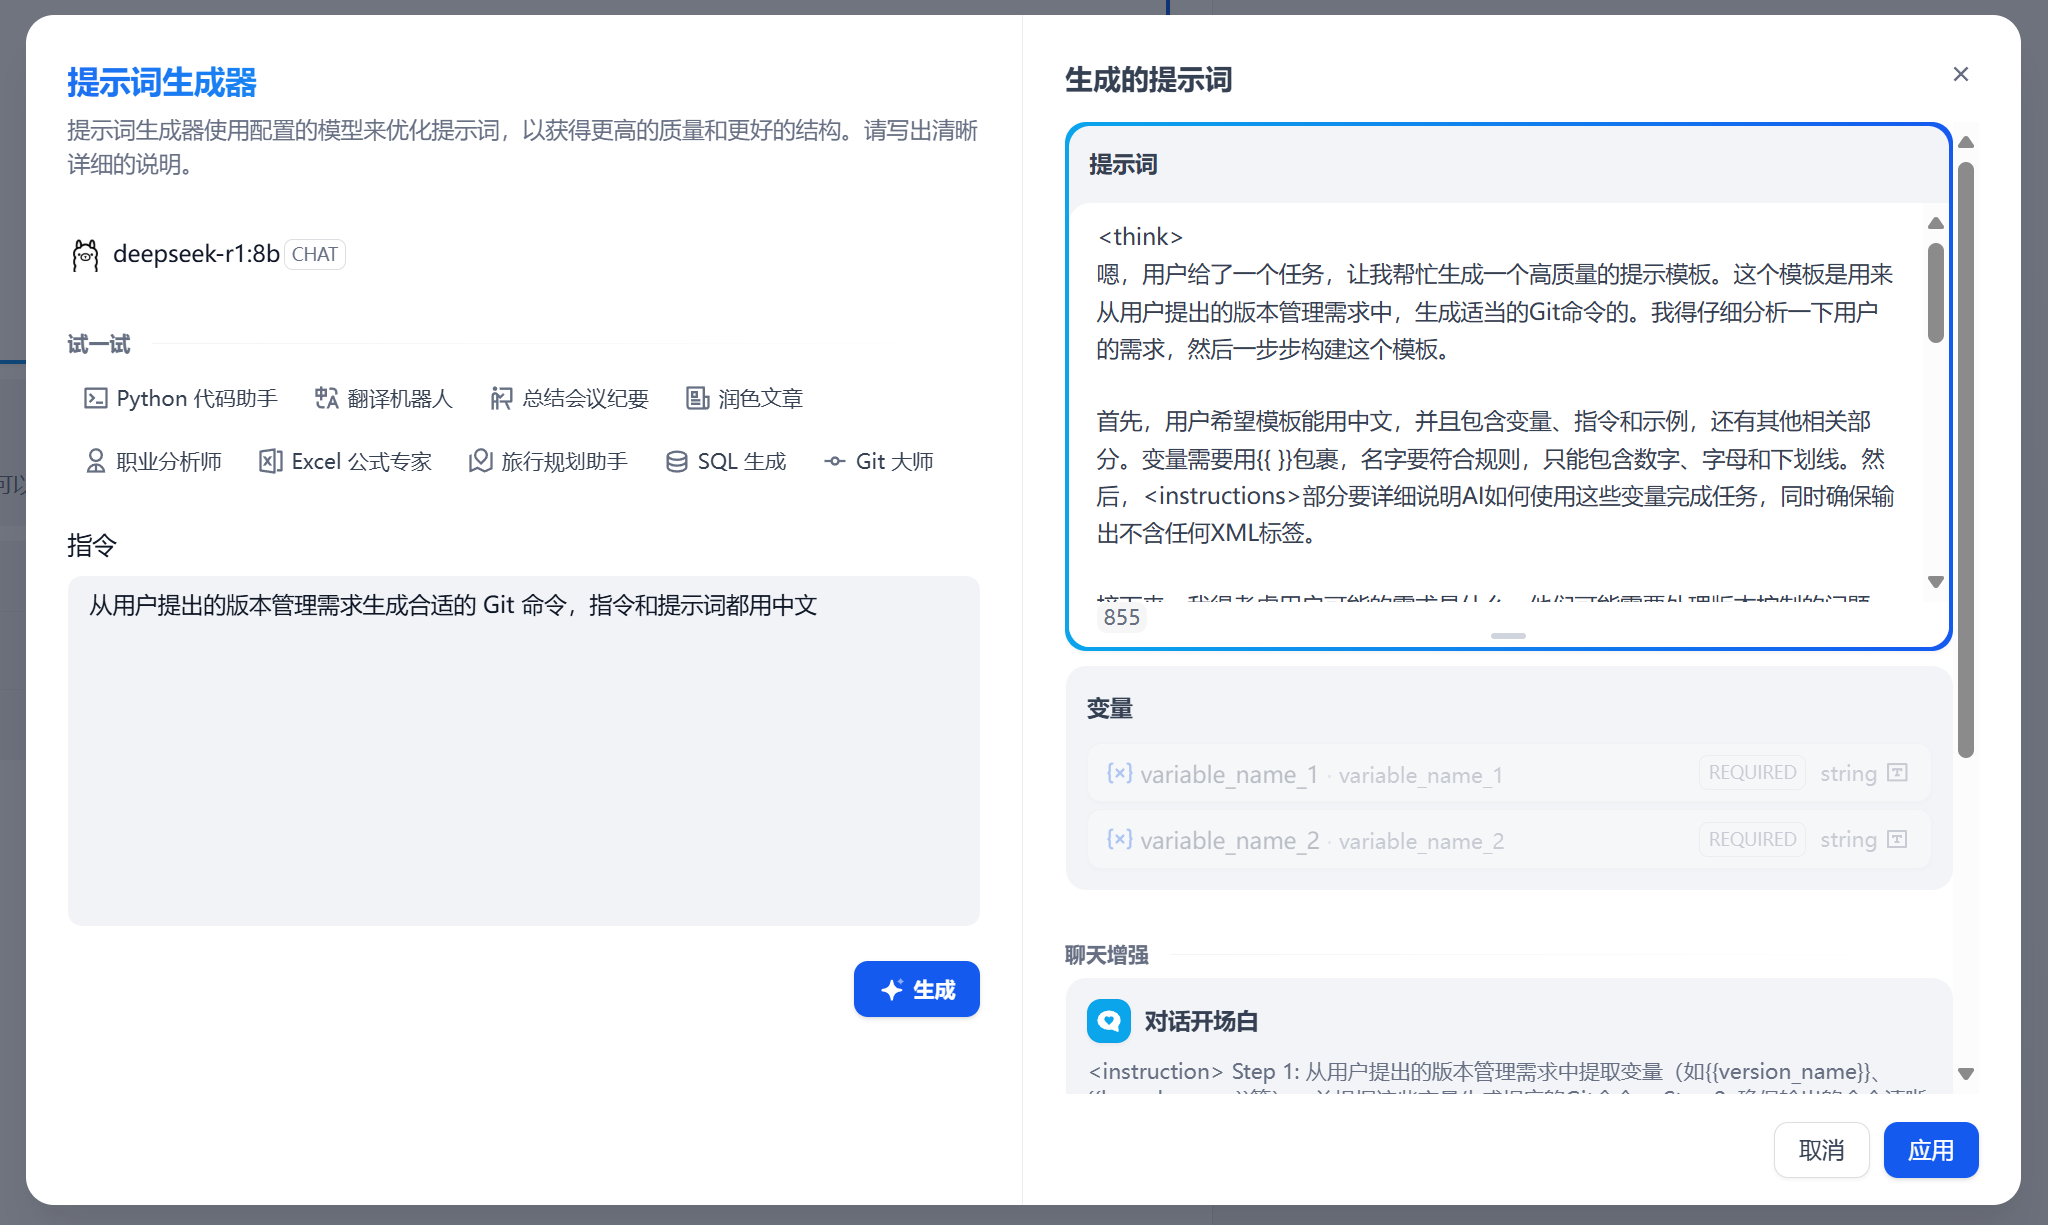 提示词生成器
提示词生成器使用配置的模型来优化提示词，以获得更高的质量和更好的结构。请写出清晰
详细的说明。
deepseek-r1:8b CHAT
试一试
Python 代码助手 翻译机器人 总结会议纪要 润色文章
职业分析师 Excel 公式专家 旅行规划助手 SQL 生成 Git 大师
指令
从用户提出的版本管理需求生成合适的 Git 命令，指令和提示词都用中文
生成
生成的提示词
提示词
<think>
嗯，用户给了一个任务，让我帮忙生成一个高质量的提示模板。这个模板是用来
从用户提出的版本管理需求中，生成适当的Git命令的。我得仔细分析一下用户
的需求，然后一步步构建这个模板。
首先，用户希望模板能用中文，并且包含变量、指令和示例，还有其他相关部
分。变量需要用{{ }}包裹，名字要符合规则，只能包含数字、字母和下划线。然
后，<instructions>部分要详细说明AI如何使用这些变量完成任务，同时确保输
出不含任何XML标签。
855
变量
{x} variable_name_1 · variable_name_1 REQUIRED string
{x} variable_name_2 · variable_name_2 REQUIRED string
聊天增强
对话开场白
<instruction> Step 1: 从用户提出的版本管理需求中提取变量（如{{version_name}}、
取消
应用
可以